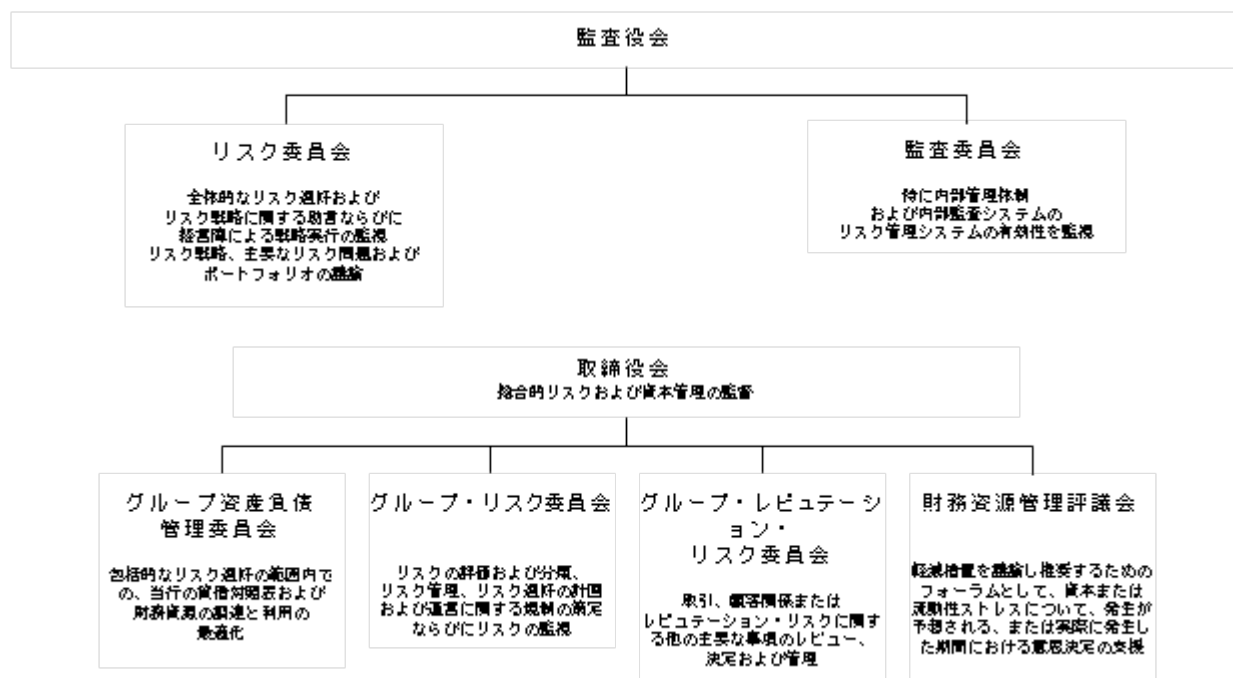 監査役会
リスク委員会
全体的なリスク選好および
リスク戦略に関する助言ならびに
経営陣による戦略実行の監視
リスク戦略、主要なリスク問題および
ポートフォリオの議論
監査委員会
特に内部管理体制
および内部監査システムの
リスク管理システムの有効性を監視
取締役会
総合的リスクおよび資本管理の監督
グループ資産負債
管理委員会
包括的なリスク選好の範囲内で
の、当行の貸借対照表および
財務資源の調達と利用の
最適化
グループ・リスク委員会
リスクの評価および分類、
リスク管理、リスク選好の計画
および運営に関する規制の策定
ならびにリスクの監視
グループ・レピュテーシ
ョン・
リスク委員会
取引、顧客関係または
レピュテーション・リスクに関す
る他の主要な事項のレビュー、
決定および管理
財務資源管理評議会
軽減措置を議論し推奨するための
フォーラムとして、資本または
流動性ストレスについて、発生が
予想される、または実際に発生し
た期間における意思決定の支援